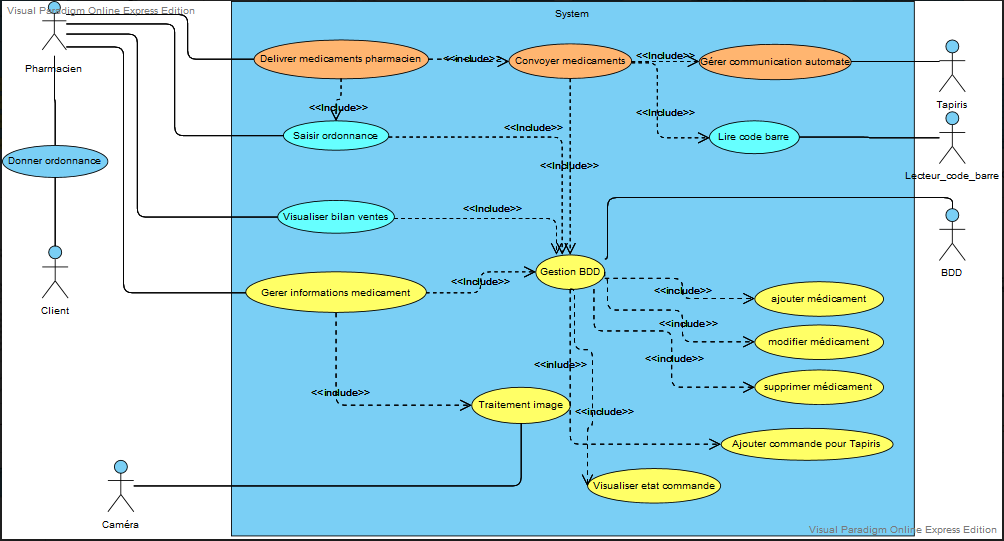 Visual Paradigm Online Express Edition
System
Pharmacien
Delivrer medicaments pharmacien
<<include>>
Convoyer medicaments
<<Include>>
Gérer communication automate
Tapiris
<<Include>>
<<Include>>
Saisir ordonnance
<<Include>>
Lire code barre
Lecteur_code_barre
Donner ordonnance
<<Include>>
Visualiser bilan ventes
<<Include>>
BDD
Client
Gestion BDD
Gerer informations medicament
<<Include>>
<<include>>
ajouter médicament
<<include>>
modifier médicament
<<include>>
supprimer médicament
<<inlude>>
<<include>>
Traitement image
<<include>>
Ajouter commande pour Tapiris
Visualiser etat commande
Caméra
Visual Paradigm Online Express Edition